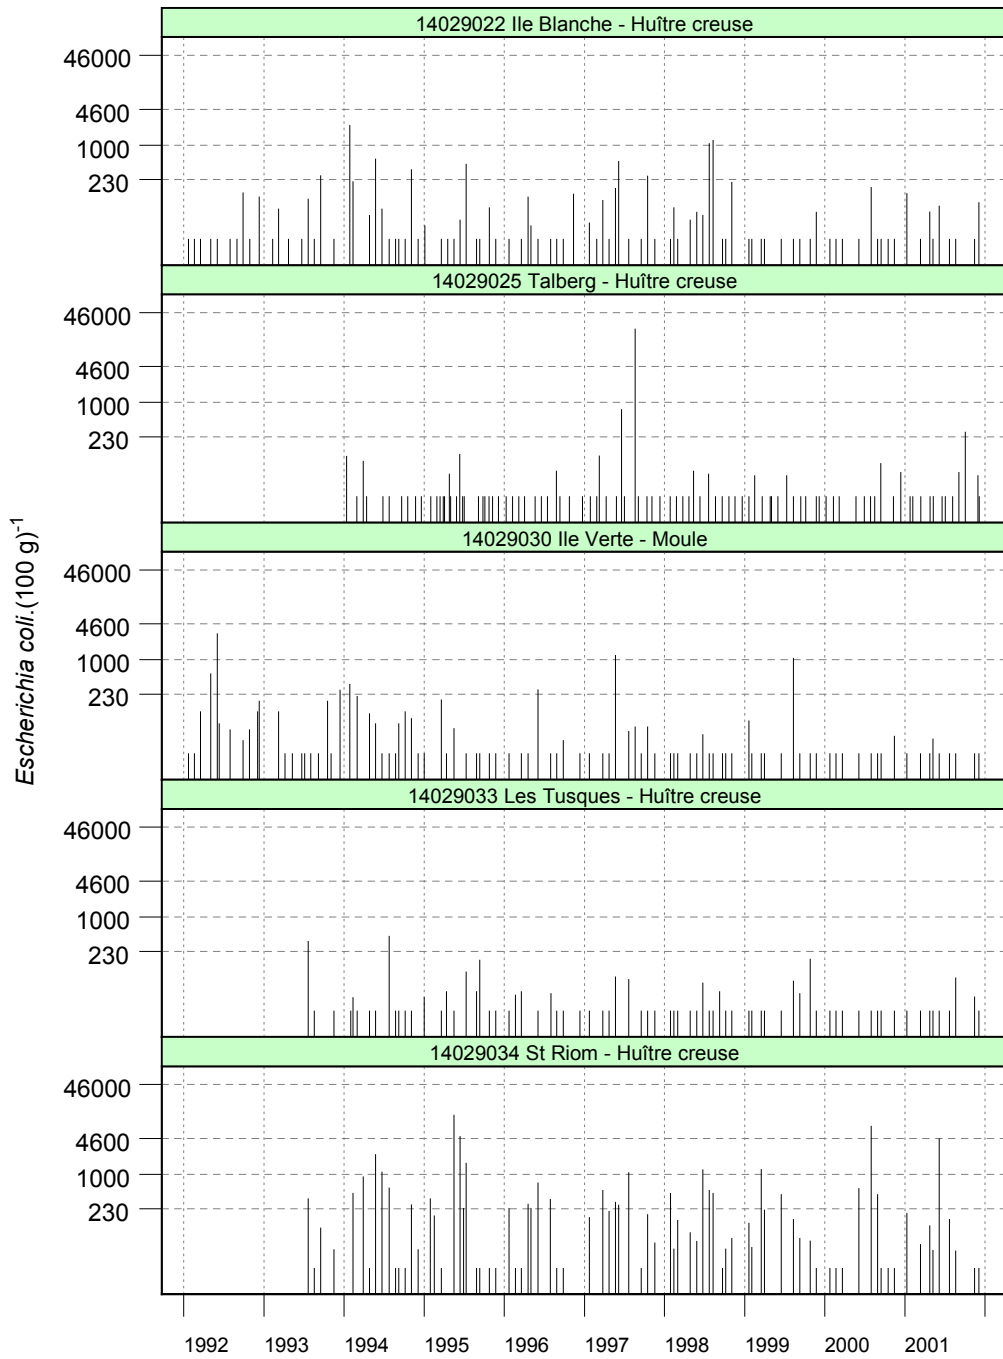 14029022 Ile Blanche - Huître creuse
46000
4600
1000
230
14029025 Talberg - Huître creuse
46000
4600
1000
230
14029030 Ile Verte - Moule
46000
4600
1000
230
14029033 Les Tusques - Huître creuse
46000
4600
1000
230
14029034 St Riom - Huître creuse
46000
4600
1000
230
Escherichia coli.(100 g)-1
1992 1993 1994 1995 1996 1997 1998 1999 2000 2001